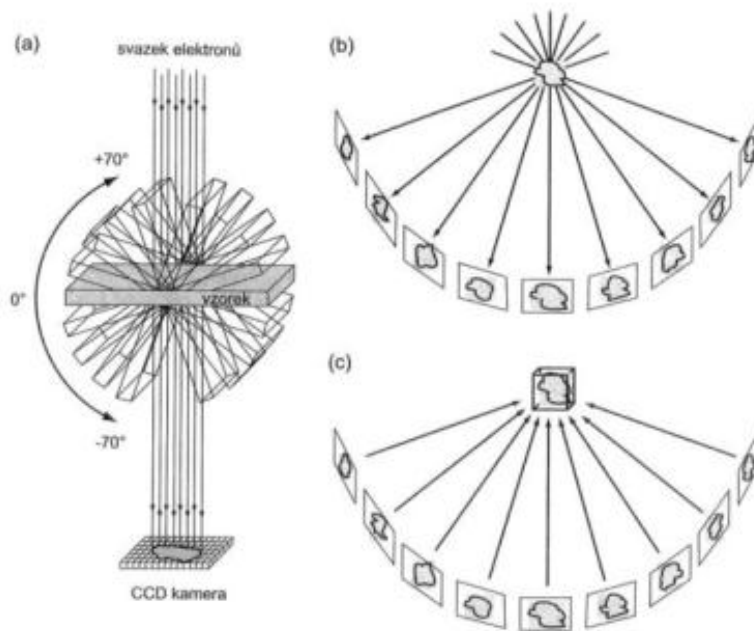 (a)
svazek elektronů
+70°
0°
vzorek
-70°
CCD kamera
(b)
(c)